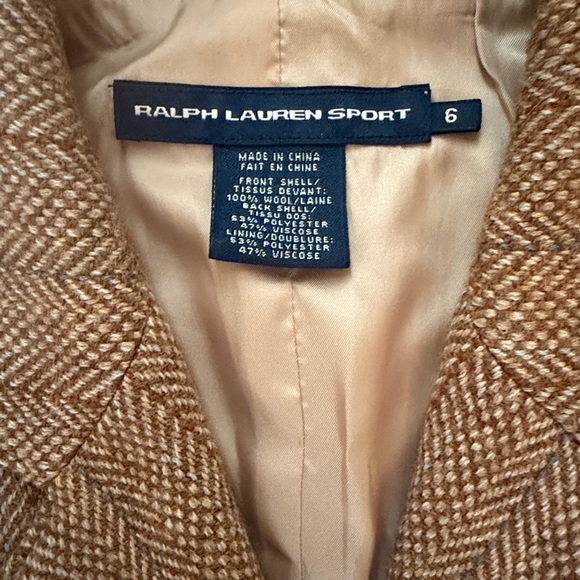 RALPH LAUREN SPORT
6
MADE IN CHINA
FAIT EN CHINE
FRONT SHELL/
TISSUS DEVANT:
100% WOOL/LAINE
BACK SHELL/
TISSU DOS:
53% POLYESTER
47% VISCOSE
LINING/DOUBLURE:
53% POLYESTER
47% VISCOSE